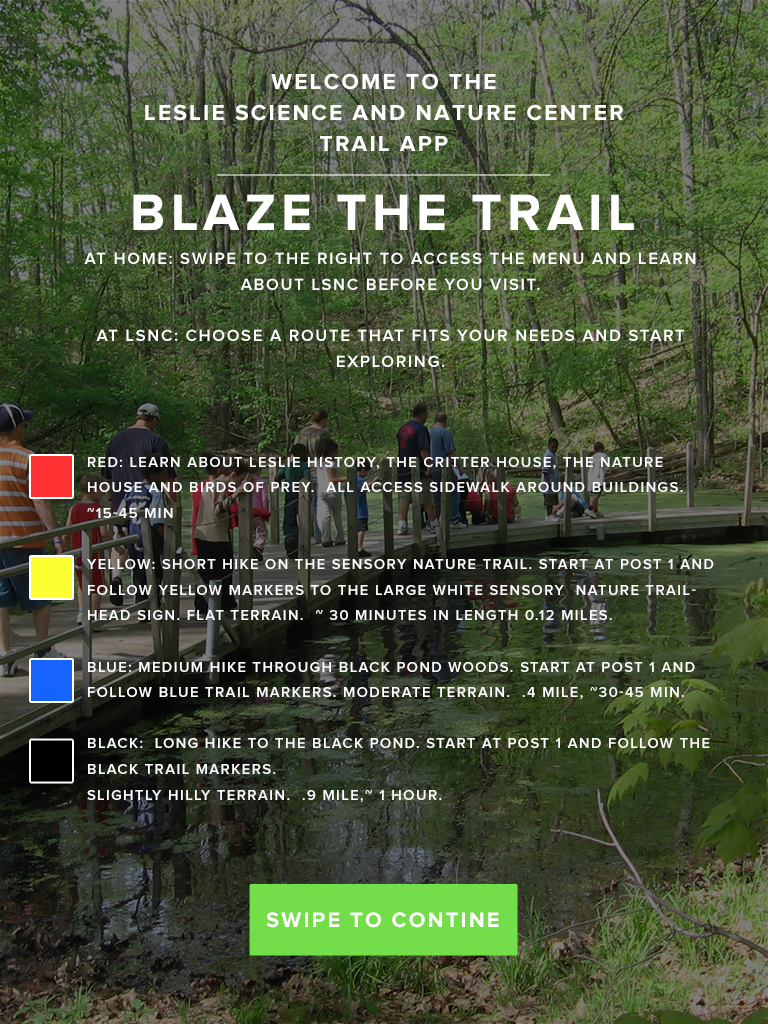 WELCOME TO THE
LESLIE SCIENCE AND NATURE CENTER
TRAIL APP
BLAZE THE TRAIL
AT HOME: SWIPE TO THE RIGHT TO ACCESS THE MENU AND LEARN
ABOUT LSNC BEFORE YOU VISIT.
AT LSNC: CHOOSE A ROUTE THAT FITS YOUR NEEDS AND START
EXPLORING.
RED: LEARN ABOUT LESLIE HISTORY, THE CRITTER HOUSE, THE NATURE
HOUSE AND BIRDS OF PREY.  ALL ACCESS SIDEWALK AROUND BUILDINGS.
~15-45 MIN
YELLOW: SHORT HIKE ON THE SENSORY NATURE TRAIL. START AT POST 1 AND
FOLLOW YELLOW MARKERS TO THE LARGE WHITE SENSORY  NATURE TRAIL-
HEAD SIGN. FLAT TERRAIN.  ~ 30 MINUTES IN LENGTH 0.12 MILES.
BLUE: MEDIUM HIKE THROUGH BLACK POND WOODS. START AT POST 1 AND
FOLLOW BLUE TRAIL MARKERS. MODERATE TERRAIN.  .4 MILE, ~30-45 MIN.
BLACK:  LONG HIKE TO THE BLACK POND. START AT POST 1 AND FOLLOW THE
BLACK TRAIL MARKERS.
SLIGHTLY HILLY TERRAIN.  .9 MILE,~ 1 HOUR.
SWIPE TO CONTINE